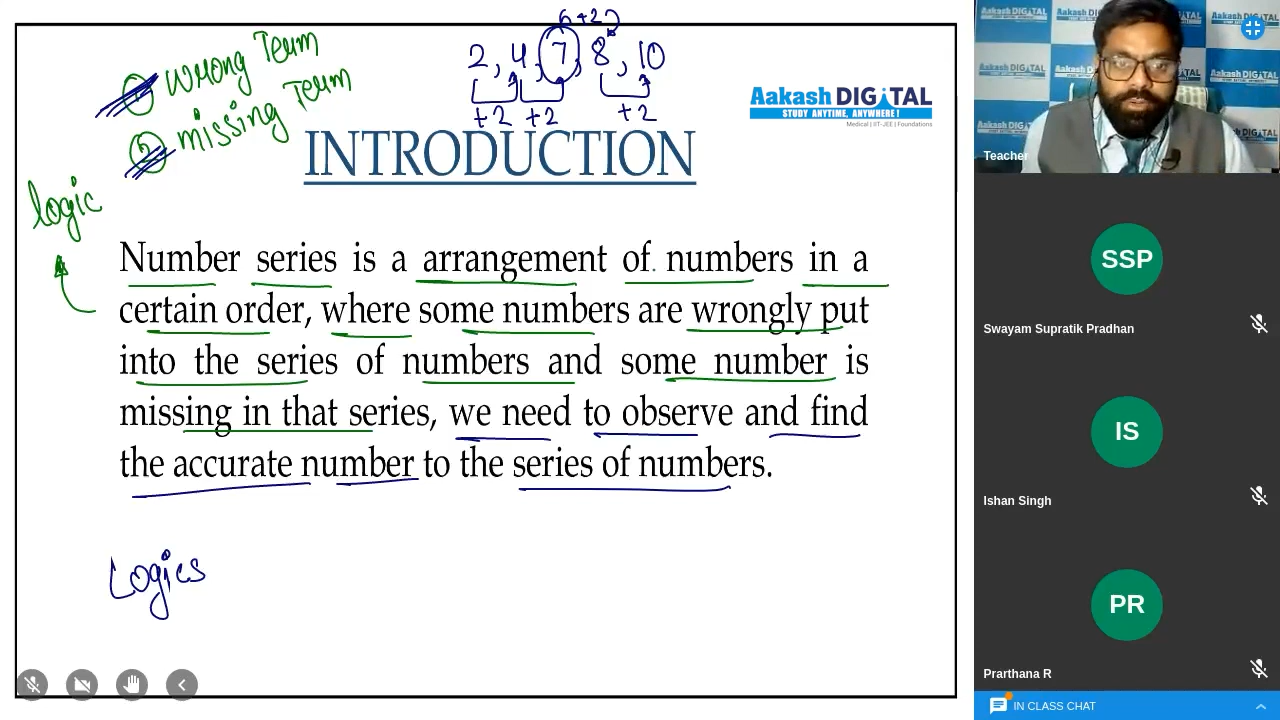 6+2
2, 4, 7, 8, 10
+2 +2 +2
1 Wrong Term
2 missing Term
Aakash DIGITAL
STUDY ANYTIME, ANYWHERE!
Medical | IIT-JEE | Foundations
INTRODUCTION
logic
Number series is a arrangement of numbers in a
certain order, where some numbers are wrongly put
into the series of numbers and some number is
missing in that series, we need to observe and find
the accurate number to the series of numbers.
Logics
Aakash DIGITAL
Teacher
SSP
Swayam Supratik Pradhan
IS
Ishan Singh
PR
Prarthana R
IN CLASS CHAT